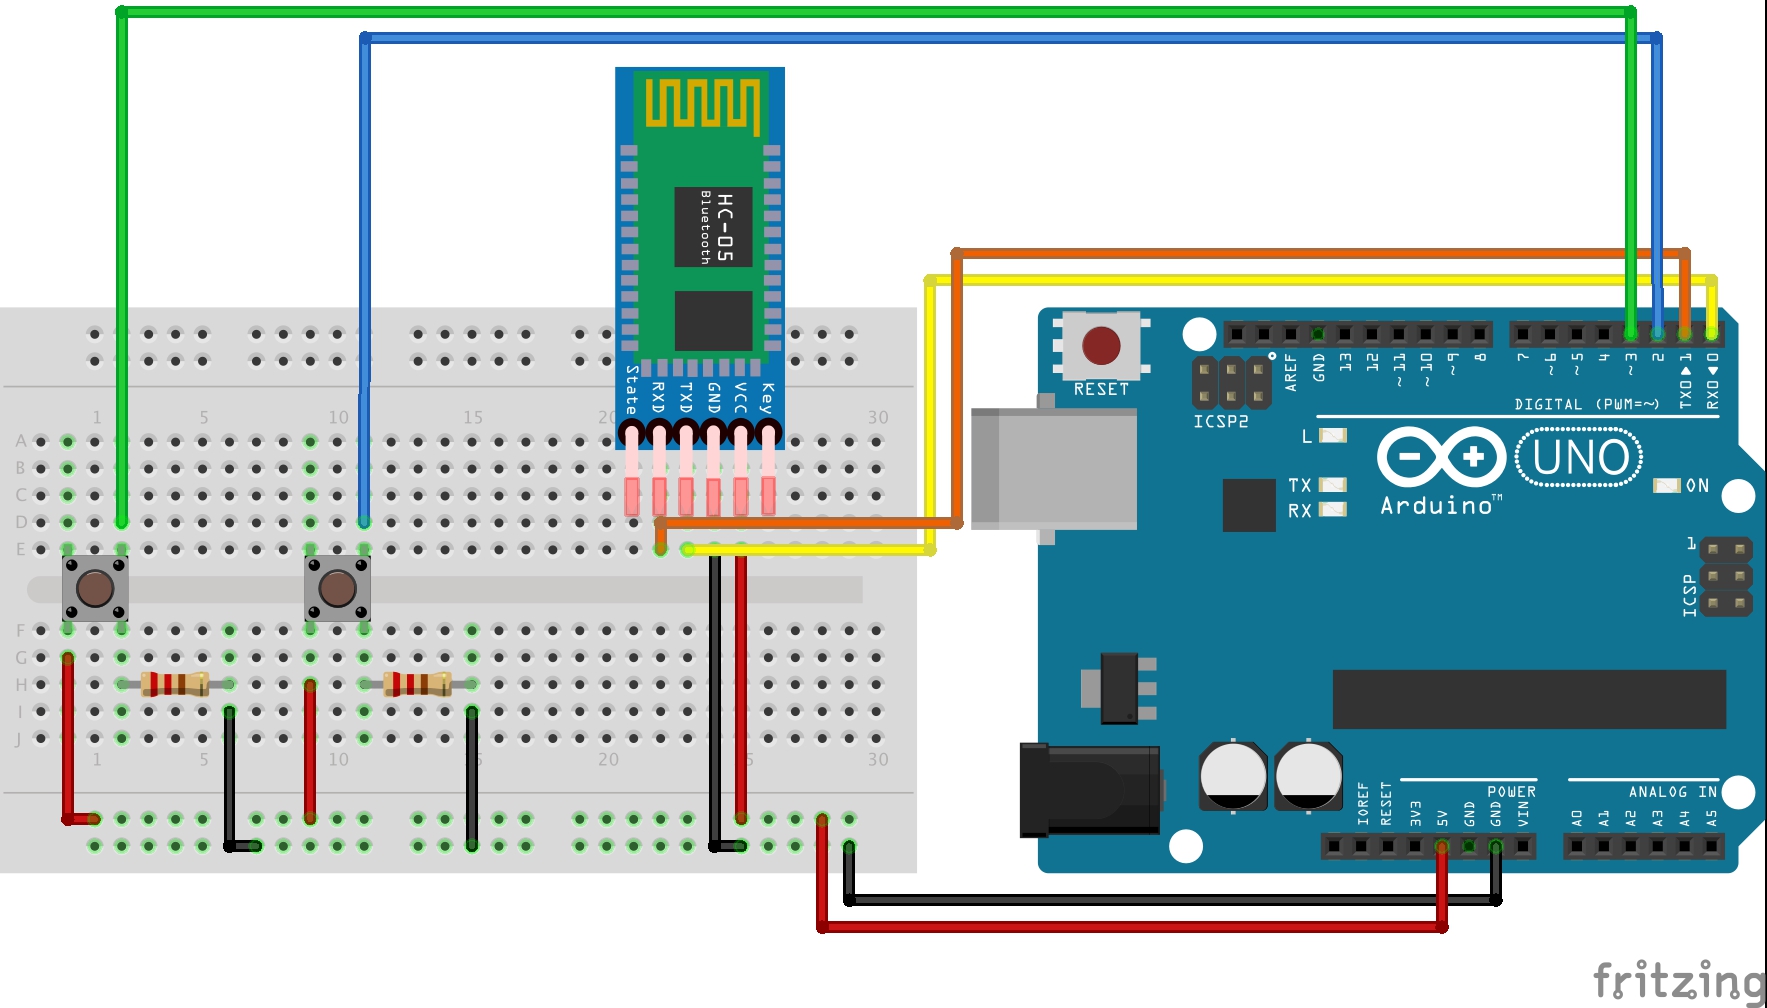 HC-05
Bluetooth
State
RXD
TXD
GND
VCC
Key
1 5 10 15 20 30
A
B
C
D
E
F
G
H
I
J
1 5 10 5 20 5 30
RESET
ICSP2
AREF
GND
13
12
~11
~10
~9
8
7
~6
~5
4
~3
2
TX0▶1
RX0◀0
DIGITAL (PWM=~)
L
TX
RX
UNO
Arduino™
ON
1
ICSP
POWER
ANALOG IN
IOREF
RESET
3V3
5V
GND
GND
VIN
A0
A1
A2
A3
A4
A5
fritzing